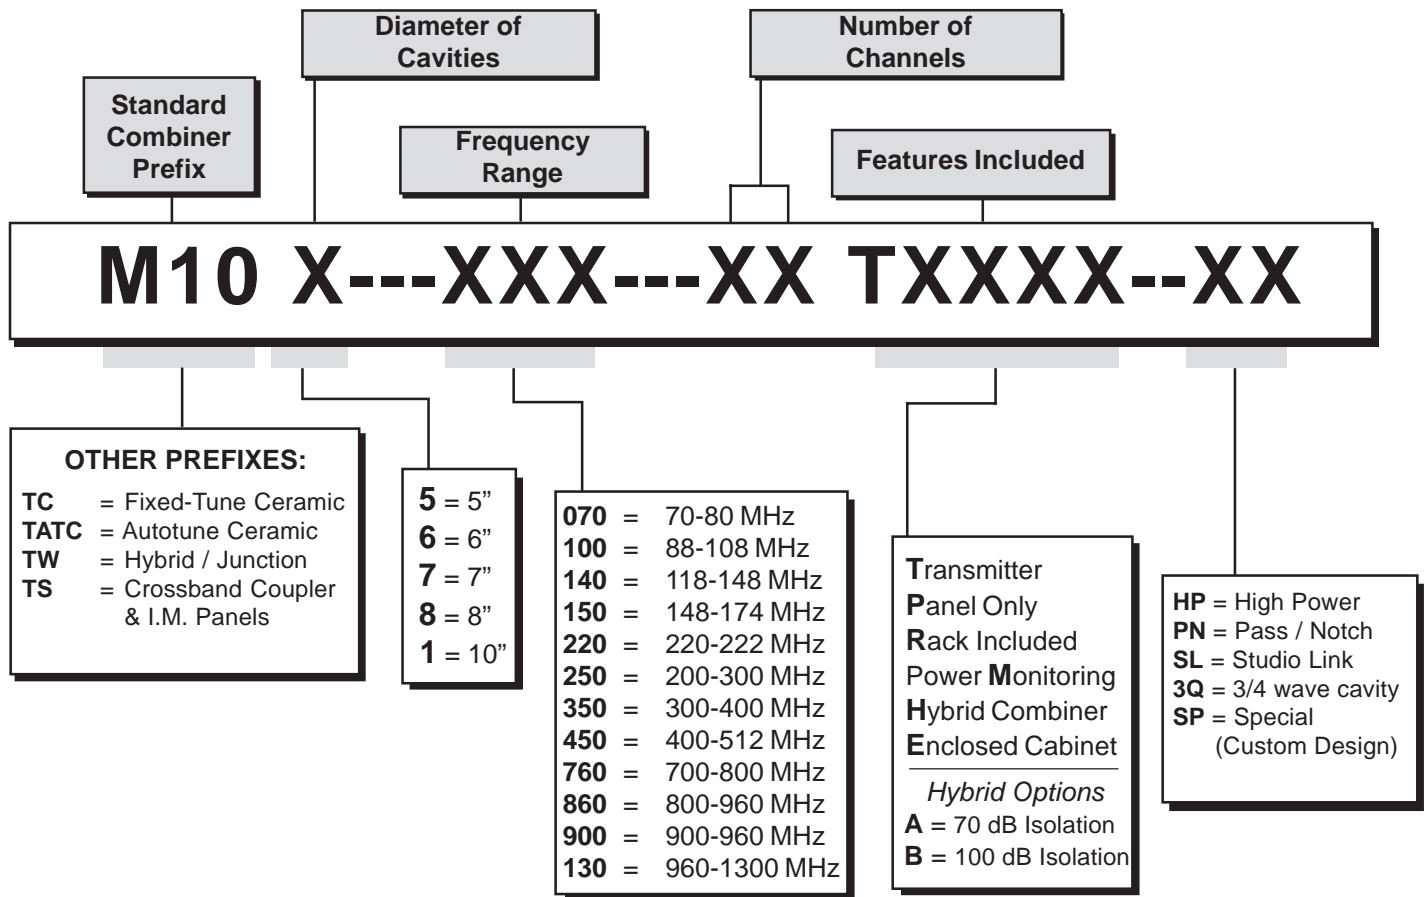 Diameter of
Cavities
Number of
Channels
Standard
Combiner
Prefix
Frequency
Range
Features Included
M10 X---XXX---XX TXXXX--XX
OTHER PREFIXES:
TC = Fixed-Tune Ceramic
TATC = Autotune Ceramic
TW = Hybrid / Junction
TS = Crossband Coupler
& I.M. Panels
5 = 5”
6 = 6”
7 = 7”
8 = 8”
1 = 10”
070 = 70-80 MHz
100 = 88-108 MHz
140 = 118-148 MHz
150 = 148-174 MHz
220 = 220-222 MHz
250 = 200-300 MHz
350 = 300-400 MHz
450 = 400-512 MHz
760 = 700-800 MHz
860 = 800-960 MHz
900 = 900-960 MHz
130 = 960-1300 MHz
Transmitter
Panel Only
Rack Included
Power Monitoring
Hybrid Combiner
Enclosed Cabinet
Hybrid Options
A = 70 dB Isolation
B = 100 dB Isolation
HP = High Power
PN = Pass / Notch
SL = Studio Link
3Q = 3/4 wave cavity
SP = Special
(Custom Design)